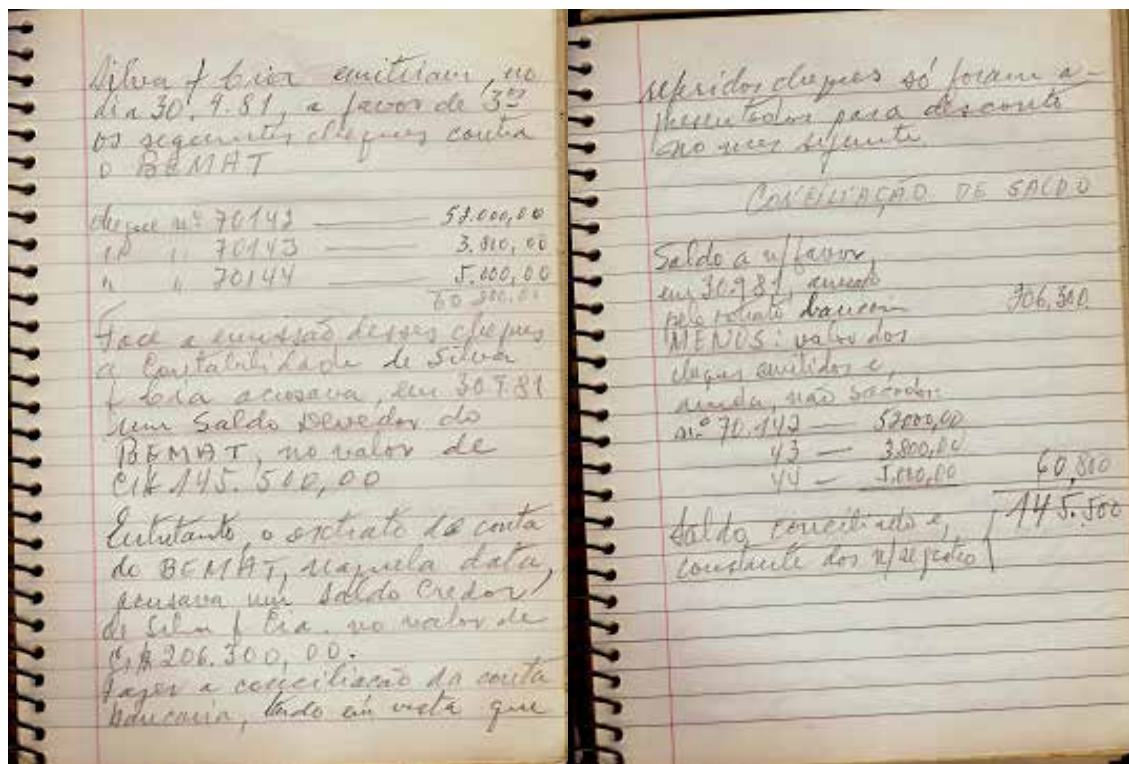 Silva & Cia emitiram, no
dia 30.9.81, a favor de 3os
os seguintes cheques contra
o BEMAT
cheque nº 70142 — 52.000,00
" " 70143 — 3.800,00
" " 70144 — 5.000,00
60.800,00
Face a emissão desses cheques
a Contabilidade de Silva
& Cia acusava, em 30.9.81
um Saldo Devedor do
BEMAT, no valor de
Cr$ 145.500,00
Entretanto, o extrato da conta
do BEMAT, naquela data,
acusava um Saldo Credor,
de Silva & Cia. no valor de
Cr$ 206.300,00.
Fazer a conciliação da conta
bancaria, tendo em vista que
referidos cheques só foram a-
presentados para desconto
no mes seguinte.
CONCILIAÇÃO DE SALDO
Saldo a n/favor,
em 30.9.81, acusado
pelo extrato bancario 206.300
MENOS: valor dos
cheques emitidos e,
ainda, não sacados:
nº 70.142 — 52000,00
43 — 3.800,00
44 — 5.000,00 60.800
Saldo, conciliado e, 145.500
constante dos n/registro